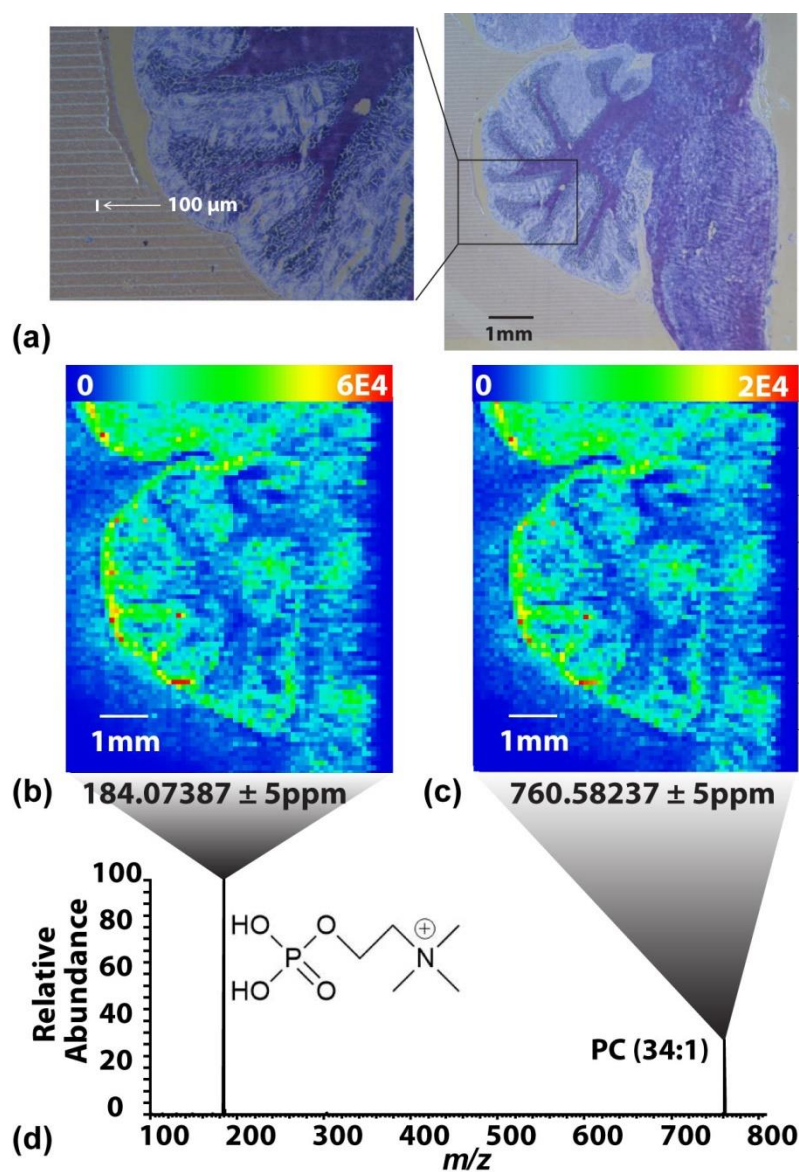 100 µm
1mm
(a)
0 6E4
0 2E4
1mm
1mm
(b) 184.07387 ± 5ppm
(c) 760.58237 ± 5ppm
Relative
Abundance
100
80
60
40
20
0
HO
O
P
HO
O
N
+
PC (34:1)
100 200 300 400 500 600 700 800
(d)
m/z